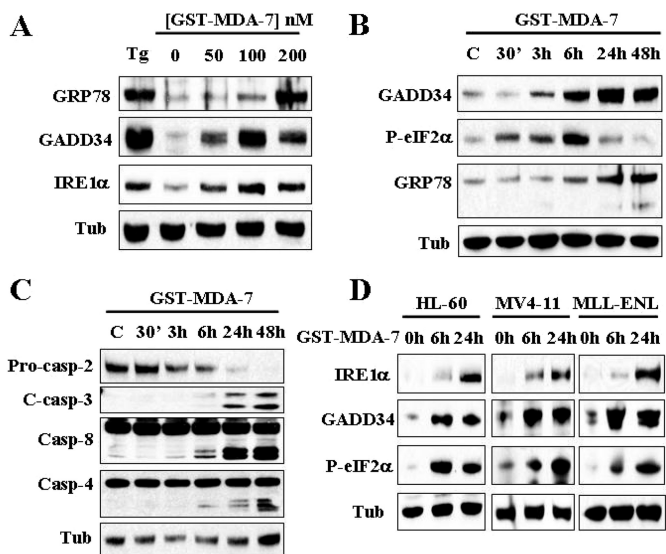 A
[GST-MDA-7] nM
Tg 0 50 100 200
GRP78
GADD34
IRE1α
Tub
B
GST-MDA-7
C 30’ 3h 6h 24h 48h
GADD34
P-eIF2α
GRP78
Tub
C
GST-MDA-7
C 30’ 3h 6h 24h 48h
Pro-casp-2
C-casp-3
Casp-8
Casp-4
Tub
D
HL-60 MV4-11 MLL-ENL
GST-MDA-7 0h 6h 24h 0h 6h 24h 0h 6h 24h
IRE1α
GADD34
P-eIF2α
Tub